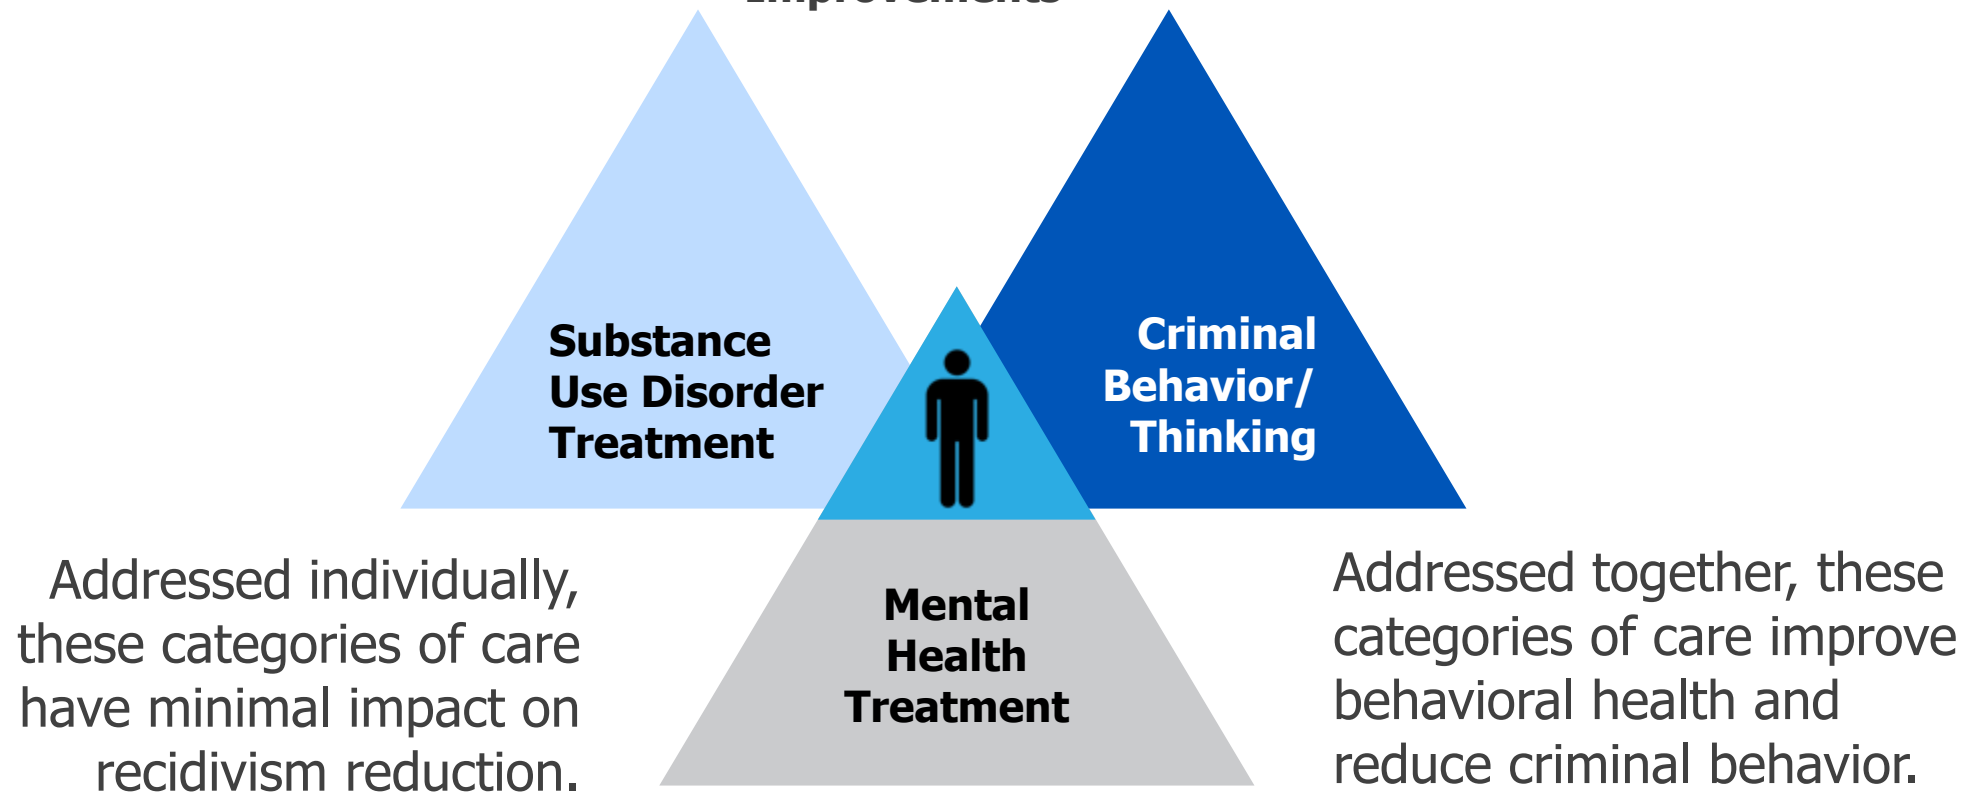 Improvements
Substance
Use Disorder
Treatment
Criminal
Behavior/
Thinking
Mental
Health
Treatment
Addressed individually,
these categories of care
have minimal impact on
recidivism reduction.
Addressed together, these
categories of care improve
behavioral health and
reduce criminal behavior.